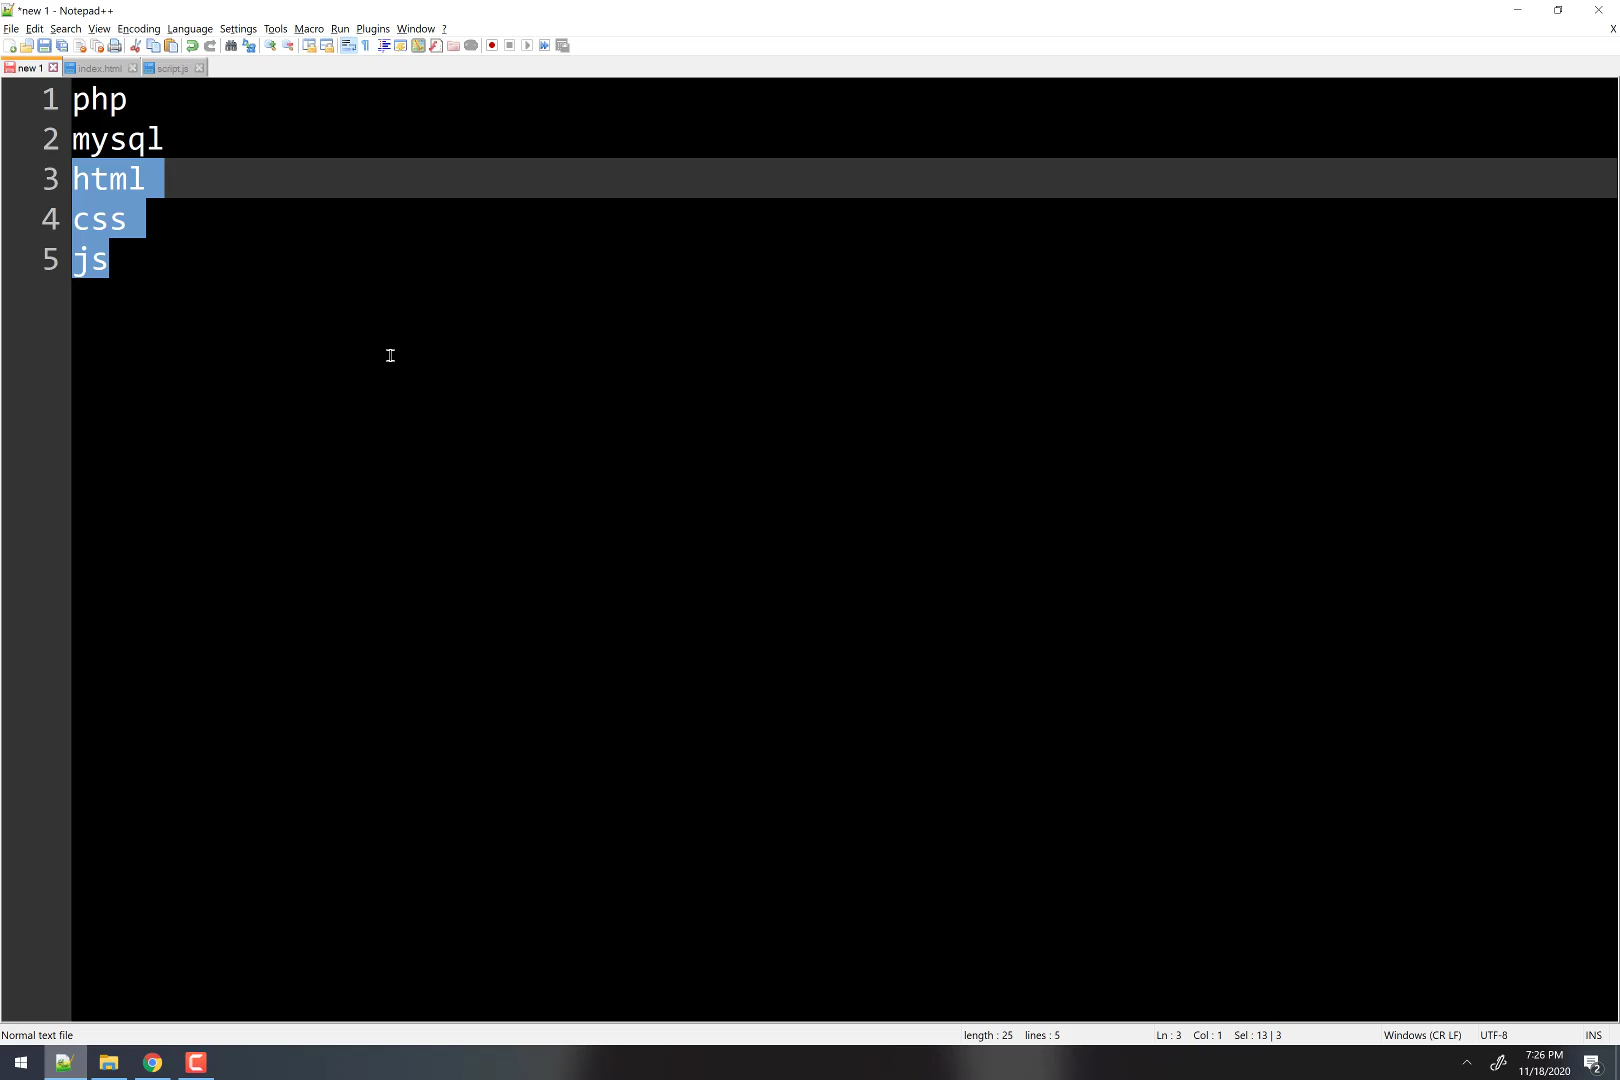 *new 1 - Notepad++
File Edit Search View Encoding Language Settings Tools Macro Run Plugins Window ? X
new 1 index.html script.js
1 php
2 mysql
3 html
4 css
5 js
Normal text file length : 25 lines : 5 Ln : 3 Col : 1 Sel : 13 | 3 Windows (CR LF) UTF-8 INS
7:26 PM
11/18/2020
2